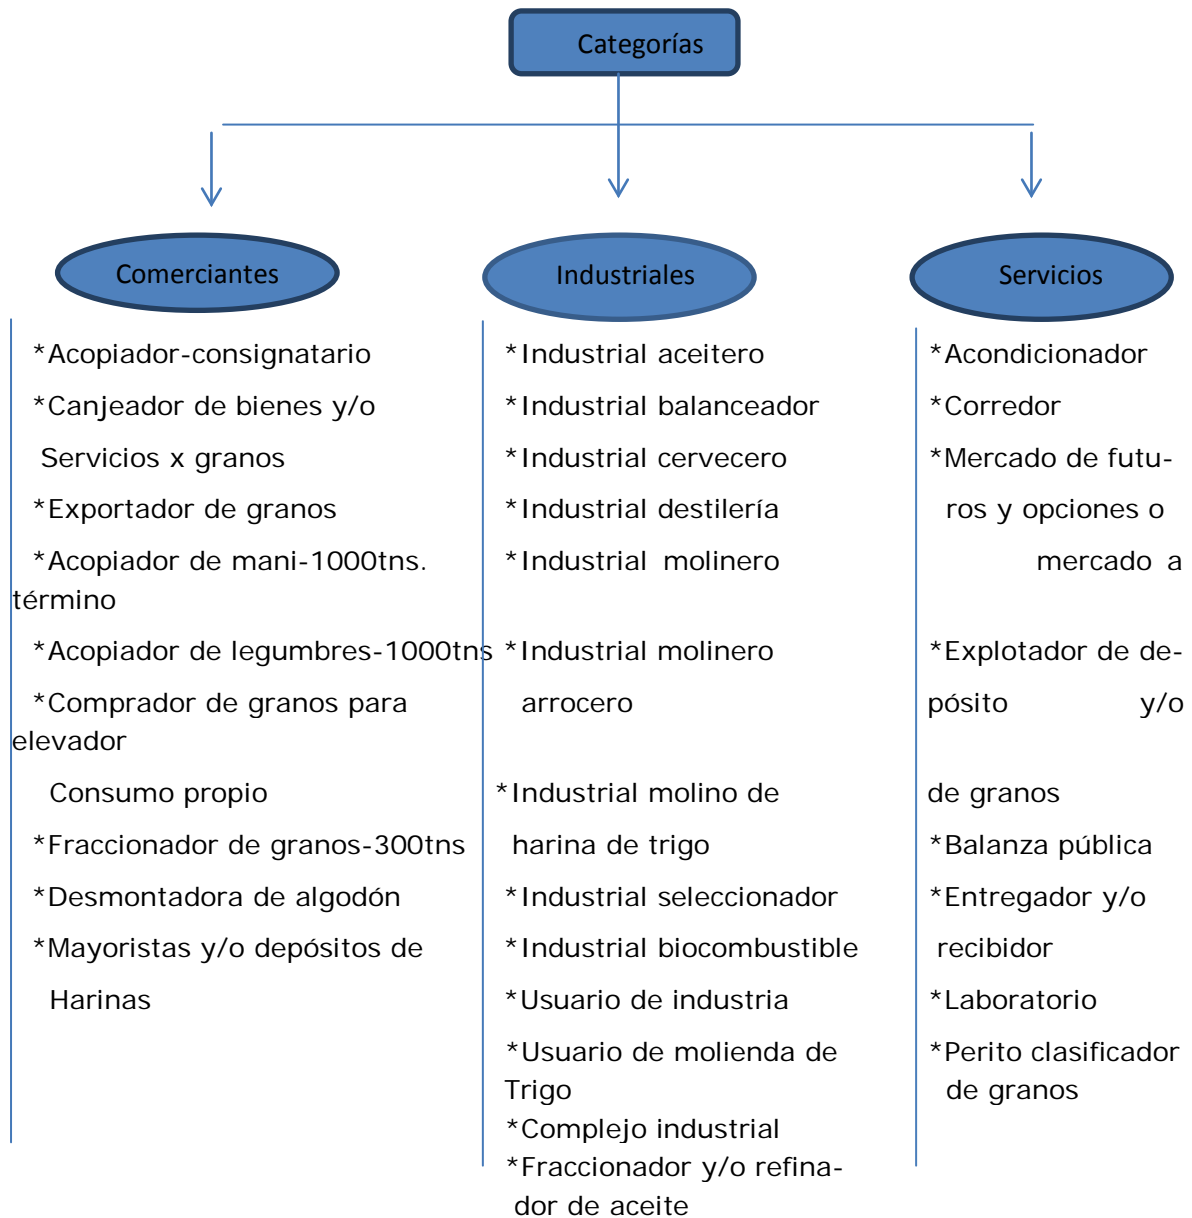 Categorías
Comerciantes
*Acopiador-consignatario
*Canjeador de bienes y/o
Servicios x granos
*Exportador de granos
*Acopiador de mani-1000tns.
término
*Acopiador de legumbres-1000tns
*Comprador de granos para
elevador
Consumo propio
*Fraccionador de granos-300tns
*Desmontadora de algodón
*Mayoristas y/o depósitos de
Harinas
Industriales
*Industrial aceitero
*Industrial balanceador
*Industrial cervecero
*Industrial destilería
*Industrial molinero
*Industrial molinero
arrocero
*Industrial molino de
harina de trigo
*Industrial seleccionador
*Industrial biocombustible
*Usuario de industria
*Usuario de molienda de
Trigo
*Complejo industrial
*Fraccionador y/o refina-
dor de aceite
Servicios
*Acondicionador
*Corredor
*Mercado de futu-
ros y opciones o
mercado a
*Explotador de de-
pósito y/o
de granos
*Balanza pública
*Entregador y/o
recibidor
*Laboratorio
*Perito clasificador
de granos